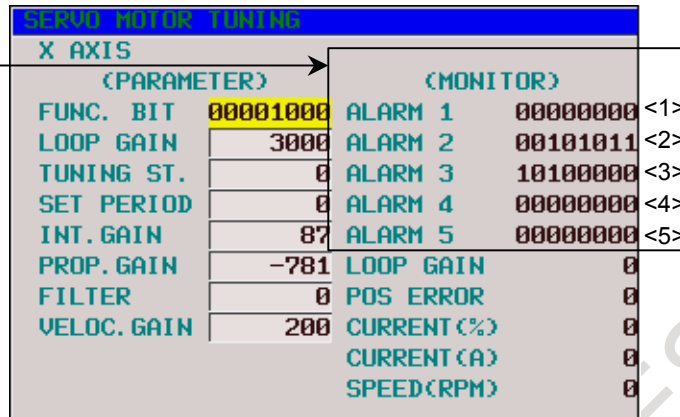 SERVO MOTOR TUNING
X AXIS
(PARAMETER) (MONITOR)
FUNC. BIT 00001000 ALARM 1 00000000 <1>
LOOP GAIN 3000 ALARM 2 00101011 <2>
TUNING ST. 0 ALARM 3 10100000 <3>
SET PERIOD 0 ALARM 4 00000000 <4>
INT.GAIN 87 ALARM 5 00000000 <5>
PROP.GAIN -781 LOOP GAIN 0
FILTER 0 POS ERROR 0
VELOC.GAIN 200 CURRENT(%) 0
CURRENT(A) 0
SPEED(RPM) 0